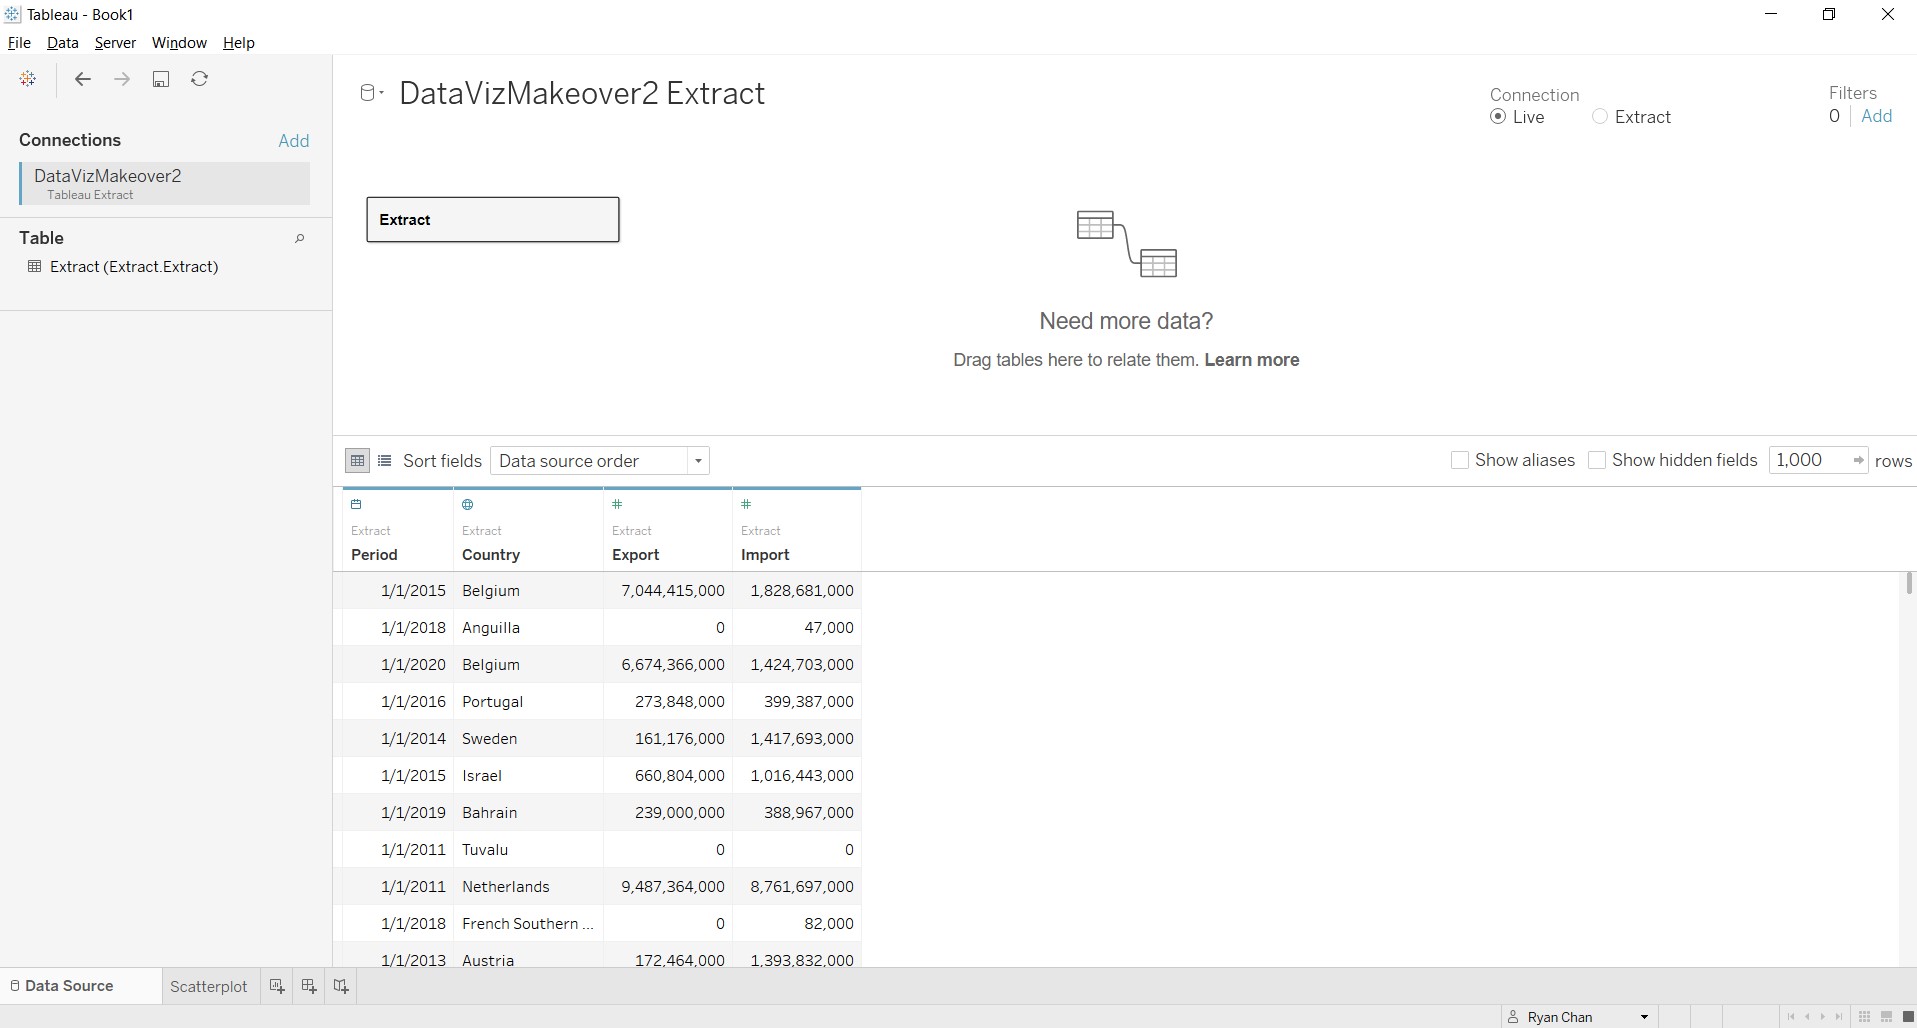 Tableau - Book1
File Data Server Window Help
DataVizMakeover2 Extract
Connection
Live Extract
Filters
0 Add
Connections Add
DataVizMakeover2
Tableau Extract
Table
Extract (Extract.Extract)
Extract
Need more data?
Drag tables here to relate them. Learn more
Sort fields Data source order Show aliases Show hidden fields 1,000 rows
Extract Extract Extract Extract
Period Country Export Import
1/1/2015 Belgium 7,044,415,000 1,828,681,000
1/1/2018 Anguilla 0 47,000
1/1/2020 Belgium 6,674,366,000 1,424,703,000
1/1/2016 Portugal 273,848,000 399,387,000
1/1/2014 Sweden 161,176,000 1,417,693,000
1/1/2015 Israel 660,804,000 1,016,443,000
1/1/2019 Bahrain 239,000,000 388,967,000
1/1/2011 Tuvalu 0 0
1/1/2011 Netherlands 9,487,364,000 8,761,697,000
1/1/2018 French Southern ... 0 82,000
1/1/2013 Austria 172,464,000 1,393,832,000
Data Source Scatterplot
Ryan Chan